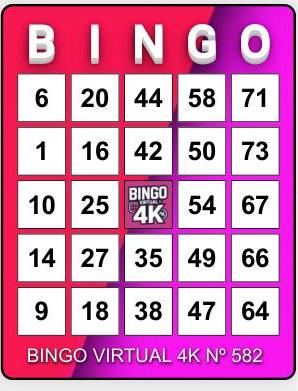 B I N G O
6 20 44 58 71
1 16 42 50 73
10 25 BINGO VIRTUAL 4K 54 67
14 27 35 49 66
9 18 38 47 64
BINGO VIRTUAL 4K Nº 582